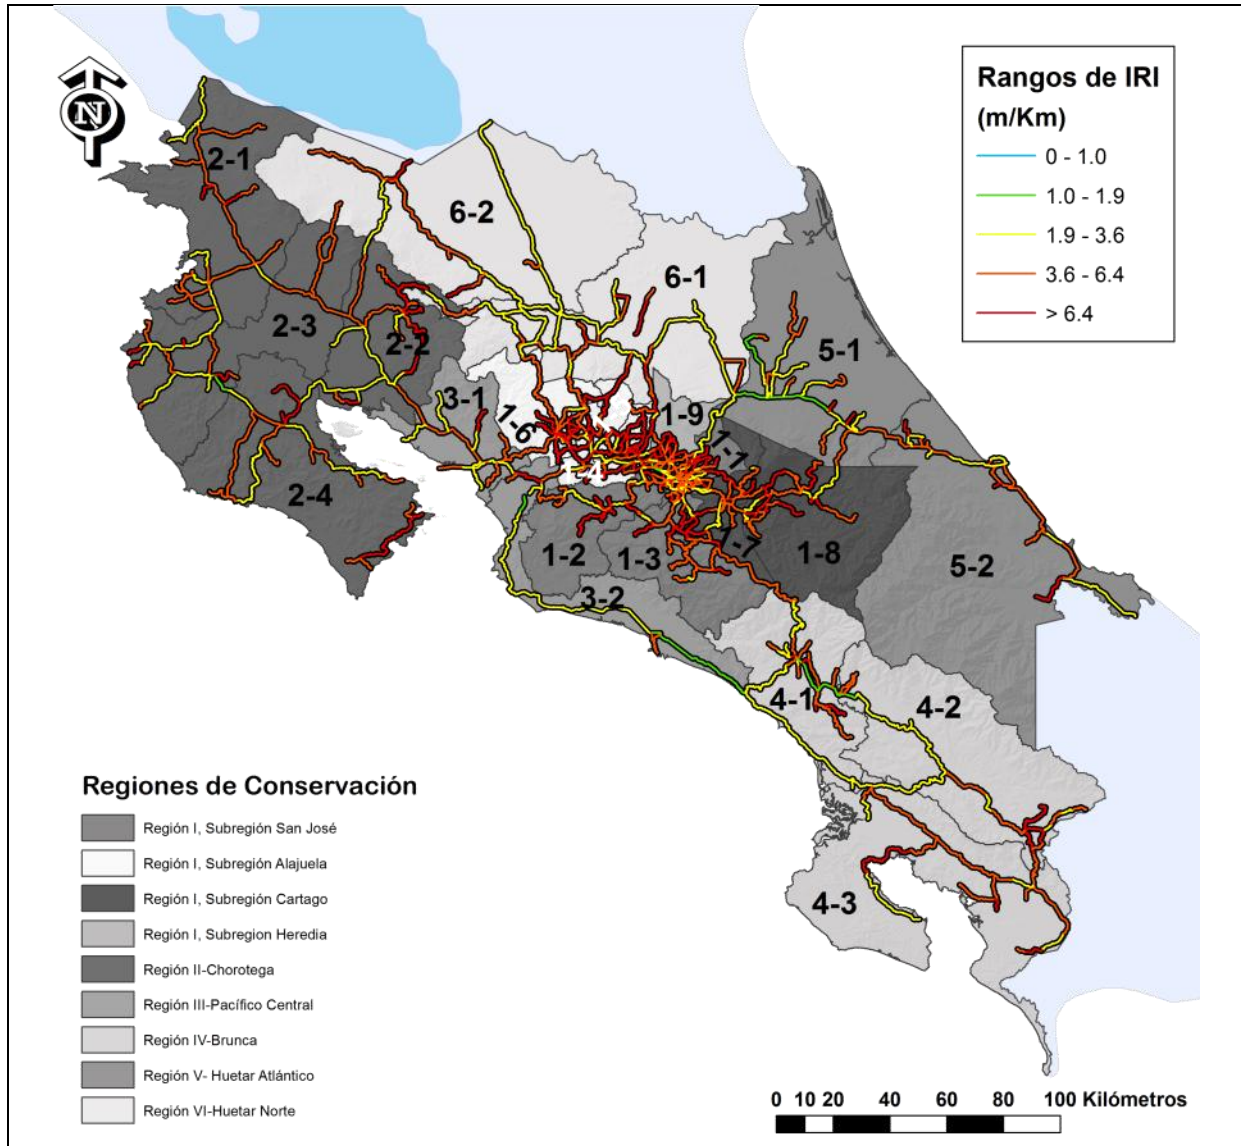 N
Rangos de IRI
(m/Km)
0 - 1.0
1.0 - 1.9
1.9 - 3.6
3.6 - 6.4
> 6.4
2-1
6-2
6-1
2-3
2-2
5-1
3-1
1-6
1-9
1-1
1-4
2-4
1-2
1-3
1-7
1-8
5-2
3-2
4-1
4-2
4-3
Regiones de Conservación
Región I, Subregión San José
Región I, Subregión Alajuela
Región I, Subregión Cartago
Región I, Subregion Heredia
Región II-Chorotega
Región III-Pacífico Central
Región IV-Brunca
Región V- Huetar Atlántico
Región VI-Huetar Norte
0 10 20 40 60 80 100 Kilómetros